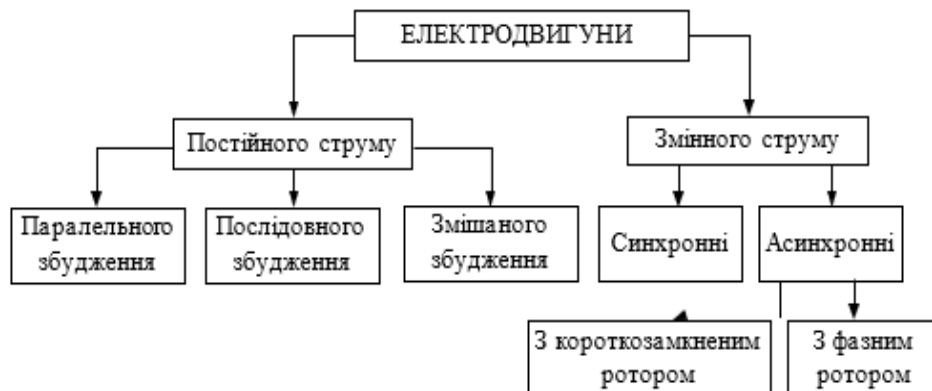 ЕЛЕКТРОДВИГУНИ
Постійного струму
Змінного струму
Паралельного
збудження
Послідовного
збудження
Змішаного
збудження
Синхронні
Асинхронні
З короткозамкненим
ротором
З фазним
ротором